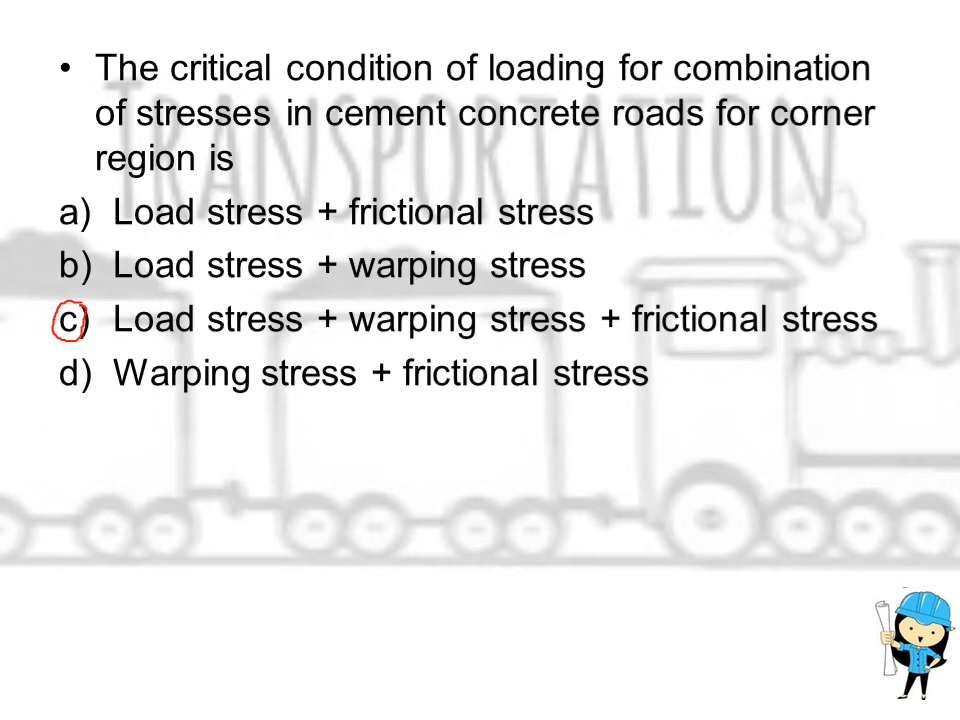 TRANSPORTATION
• The critical condition of loading for combination
of stresses in cement concrete roads for corner
region is
a) Load stress + frictional stress
b) Load stress + warping stress
c) Load stress + warping stress + frictional stress
d) Warping stress + frictional stress